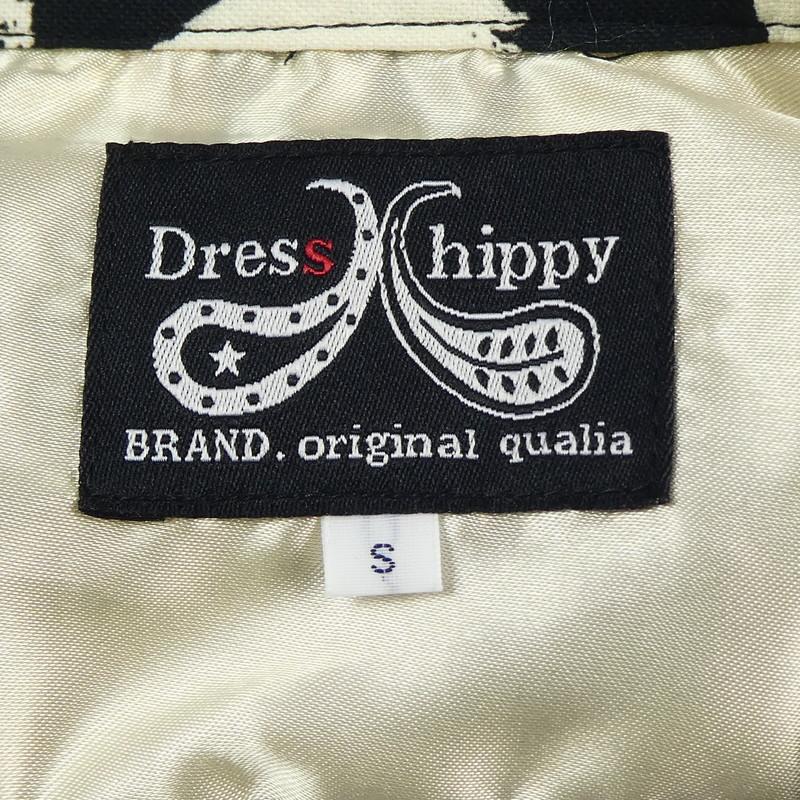 Dress hippy
BRAND. original qualia
S